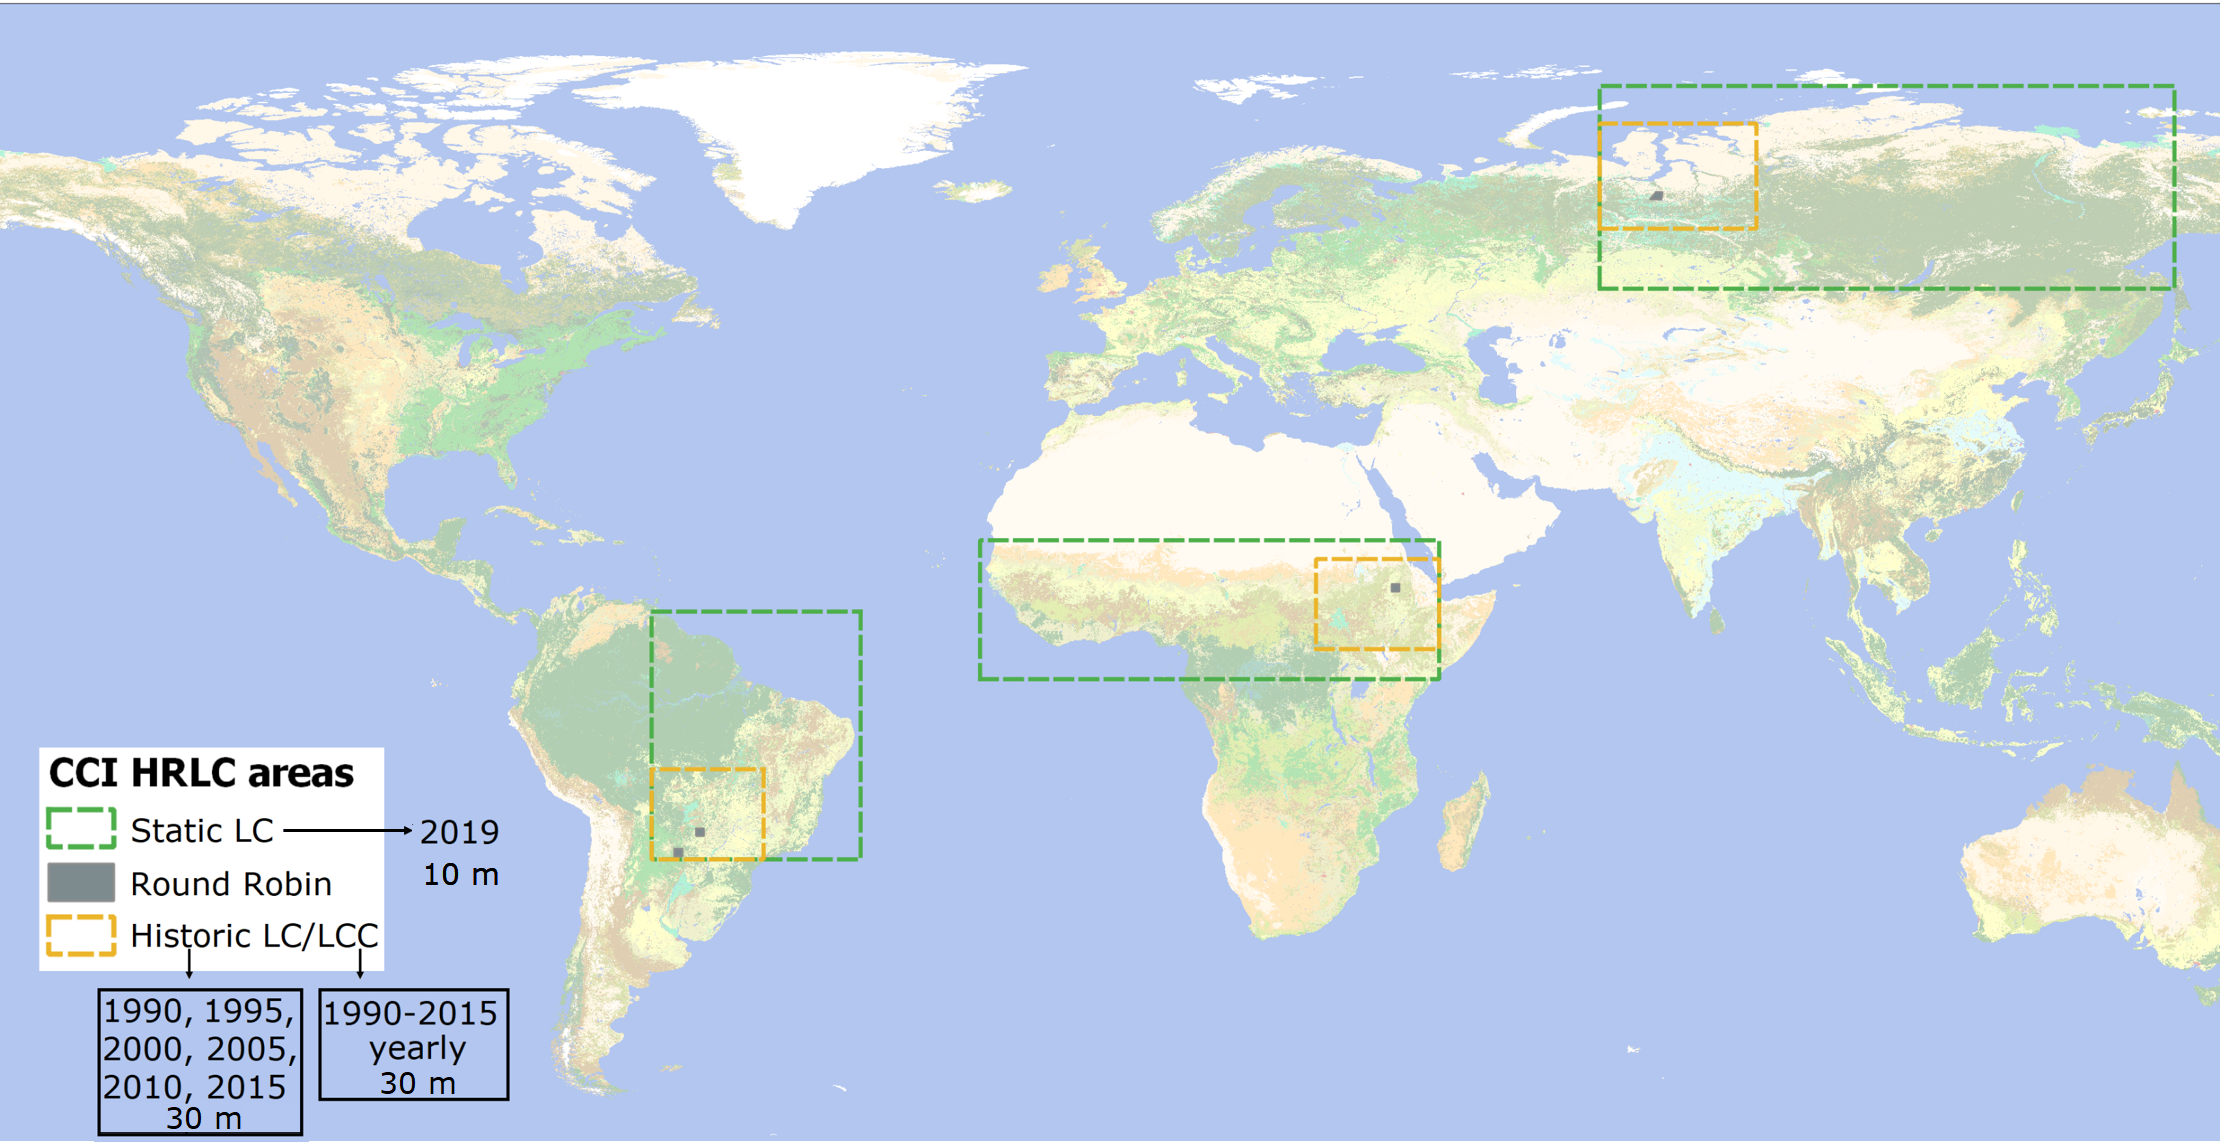 CCI HRLC areas
Static LC
2019
10 m
Round Robin
Historic LC/LCC
1990, 1995,
2000, 2005,
2010, 2015
30 m
1990-2015
yearly
30 m